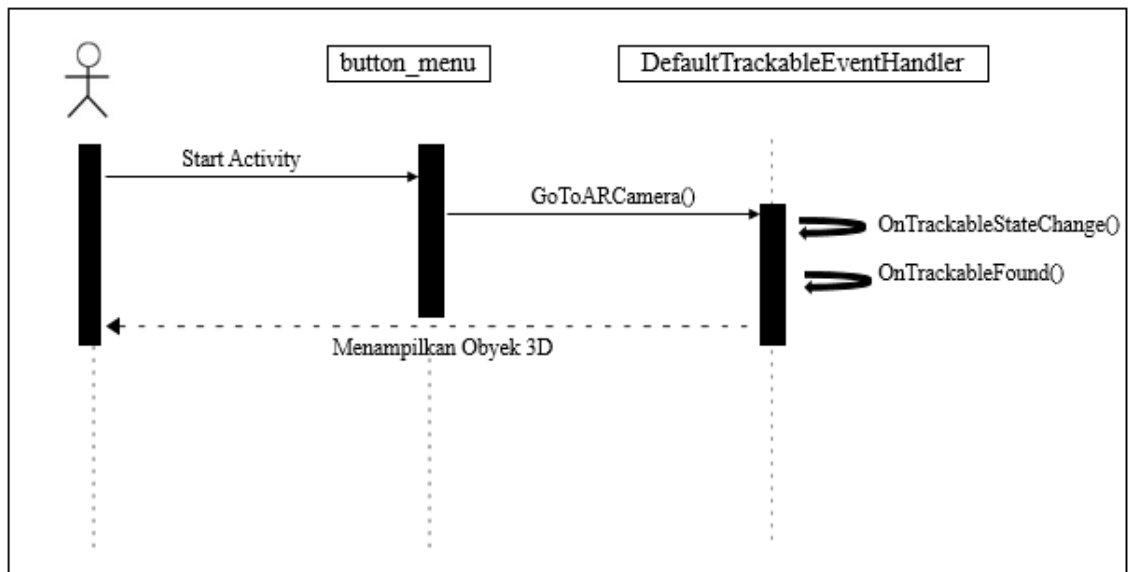 button_menu
DefaultTrackableEventHandler
Start Activity
GoToARCamera()
OnTrackableStateChange()
OnTrackableFound()
Menampilkan Obyek 3D